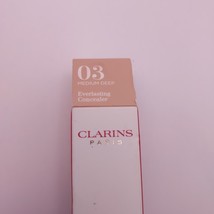 03
MEDIUM DEEP
Everlasting
Concealer
CLARINS
PARIS